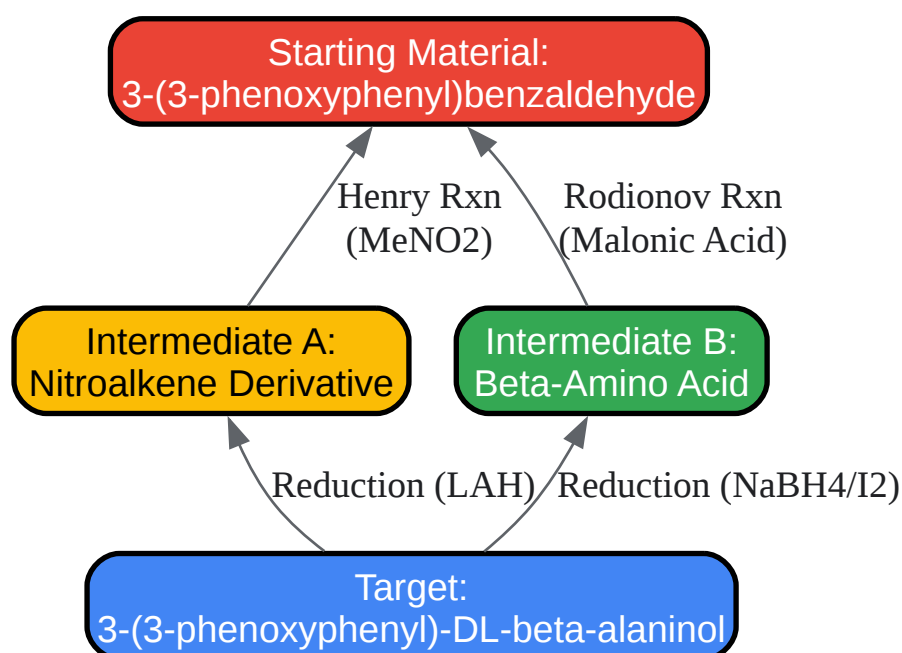 Starting Material:
3-(3-phenoxyphenyl)benzaldehyde
Henry Rxn
(MeNO2)
Rodionov Rxn
(Malonic Acid)
Intermediate A:
Nitroalkene Derivative
Intermediate B:
Beta-Amino Acid
Reduction (LAH)
Reduction (NaBH4/I2)
Target:
3-(3-phenoxyphenyl)-DL-beta-alaninol